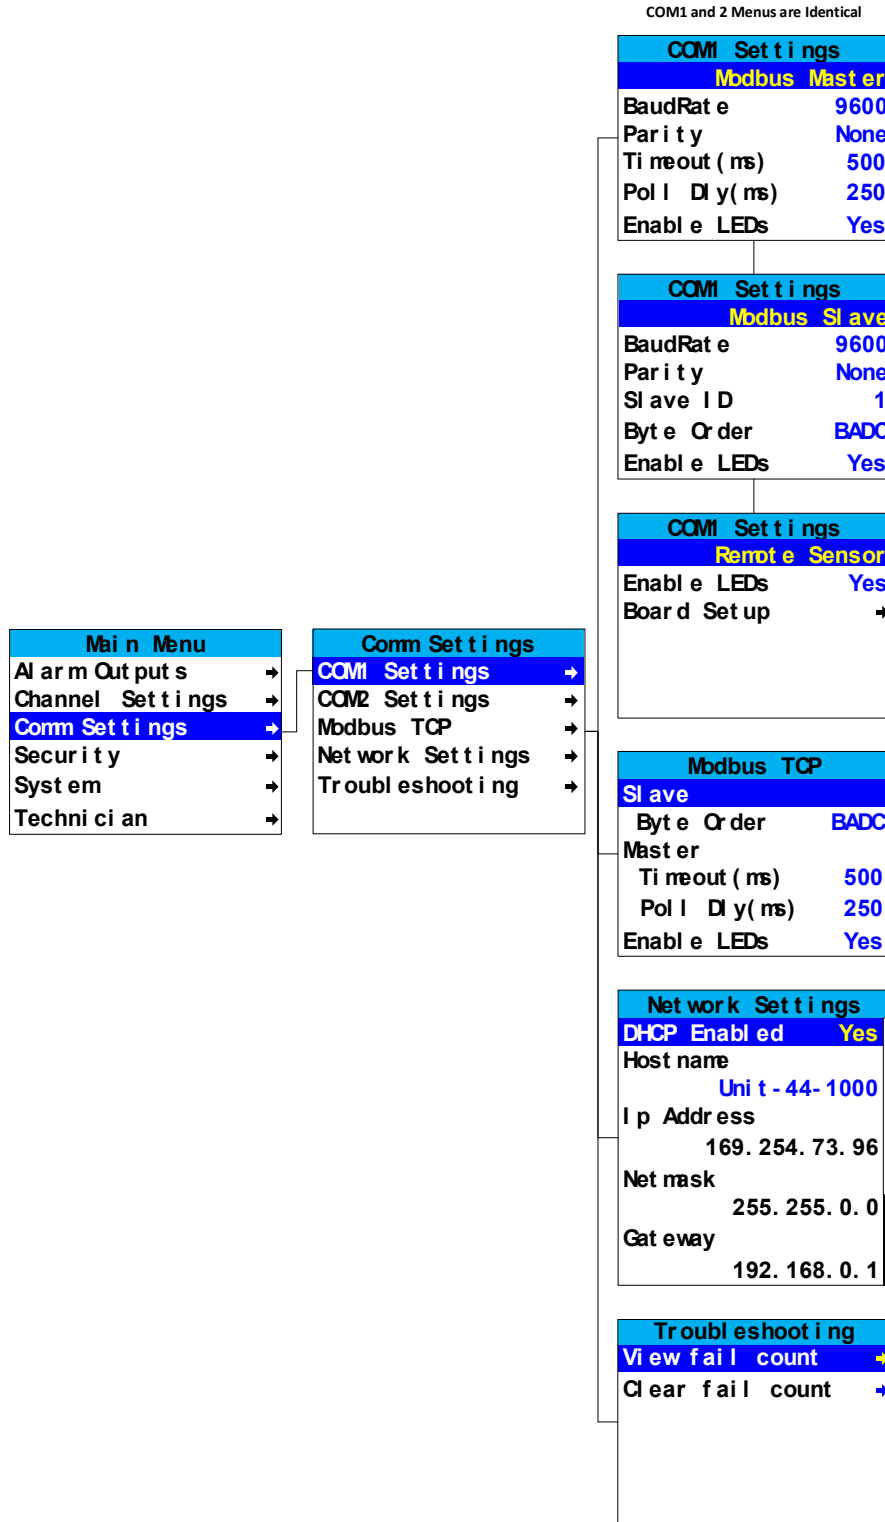 COM1 and 2 Menus are Identical
COM1 Settings
Modbus Master
BaudRate 9600
Parity None
Timeout(ms) 500
Poll Dly(ms) 250
Enable LEDs Yes
COM1 Settings
Modbus Slave
BaudRate 9600
Parity None
Slave ID 1
Byte Order BADC
Enable LEDs Yes
COM1 Settings
Remote Sensor
Enable LEDs Yes
Board Setup →
Main Menu
Alarm Outputs →
Channel Settings →
Comm Settings →
Security →
System →
Technician →
Comm Settings
COM1 Settings →
COM2 Settings →
Modbus TCP →
Network Settings →
Troubleshooting →
Modbus TCP
Slave
Byte Order BADC
Master
Timeout(ms) 500
Poll Dly(ms) 250
Enable LEDs Yes
Network Settings
DHCP Enabled Yes
Hostname
Unit-44-1000
Ip Address
169.254.73.96
Netmask
255.255.0.0
Gateway
192.168.0.1
Troubleshooting
View fail count →
Clear fail count →